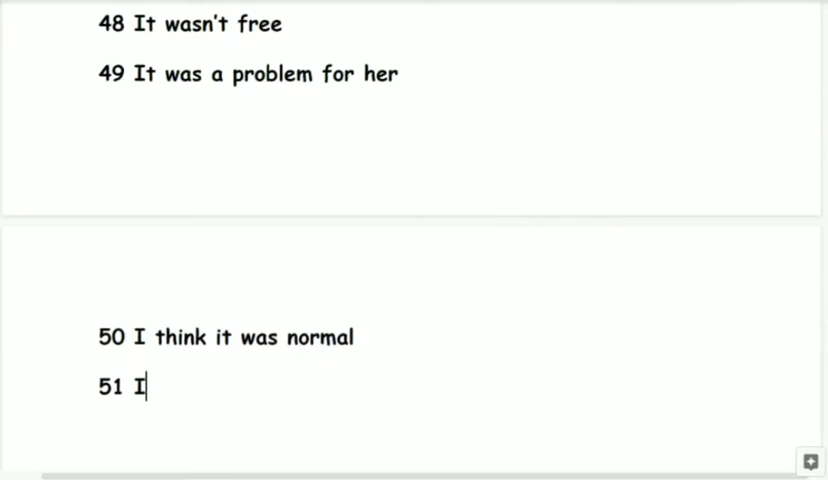 48 It wasn't free
49 It was a problem for her
50 I think it was normal
51 I